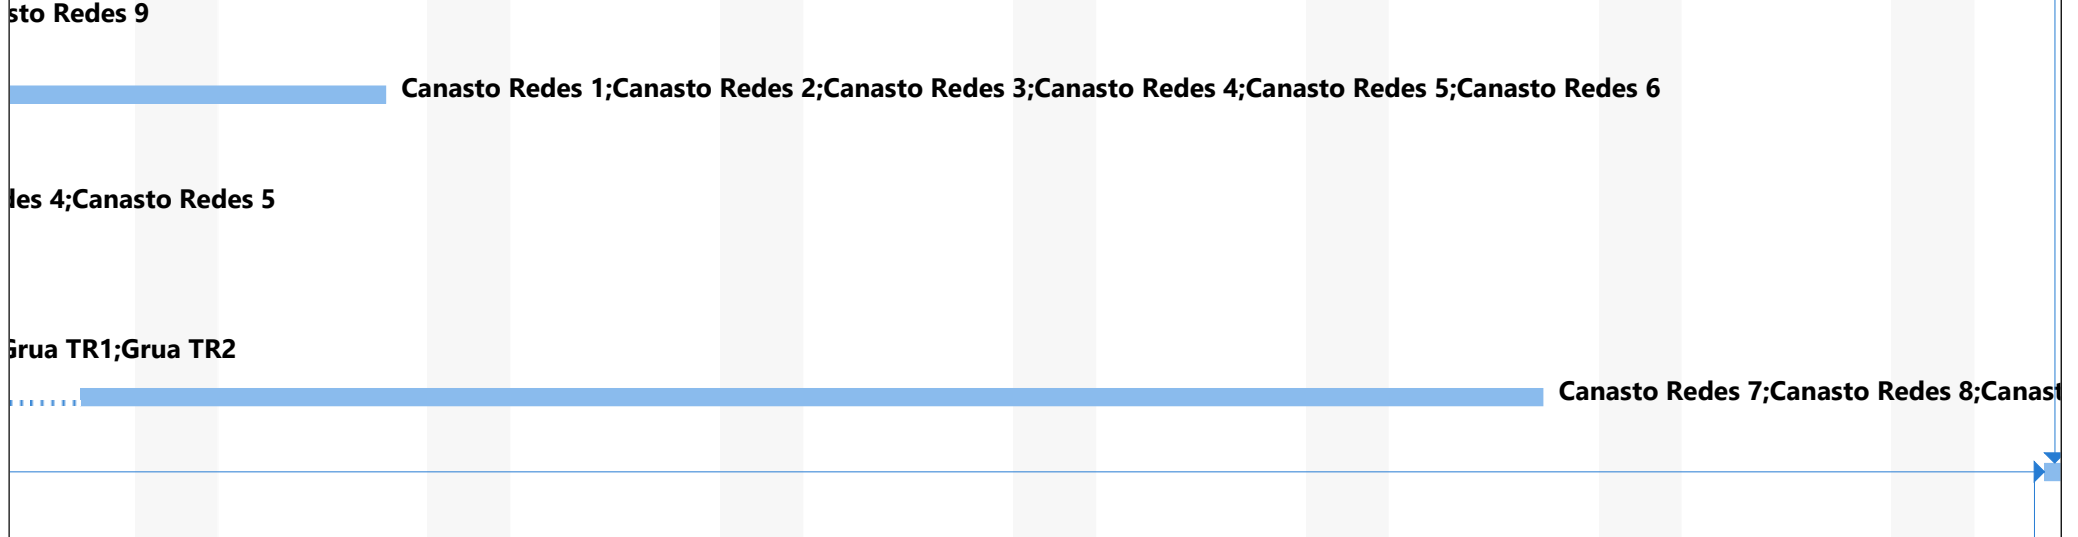 sto Redes 9
Canasto Redes 1;Canasto Redes 2;Canasto Redes 3;Canasto Redes 4;Canasto Redes 5;Canasto Redes 6
des 4;Canasto Redes 5
Grua TR1;Grua TR2
Canasto Redes 7;Canasto Redes 8;Canast